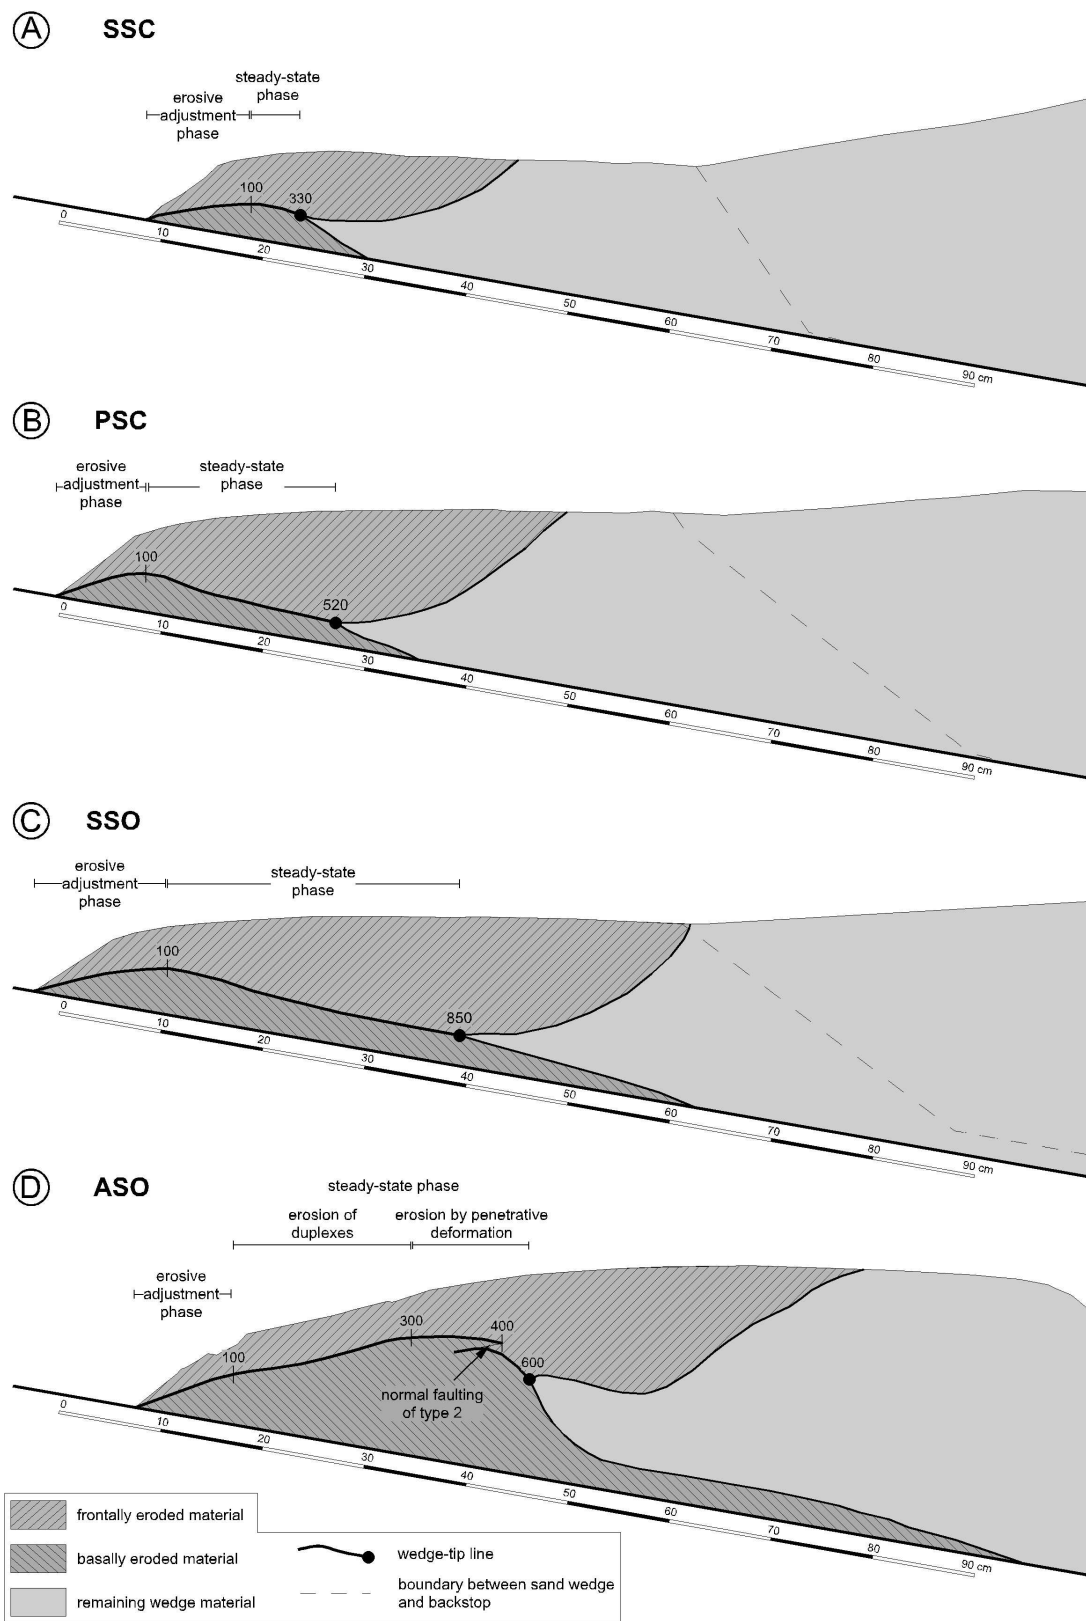 A SSC
steady-state
phase
erosive
adjustment
phase
100
330
0
10
20
30
40
50
60
70
80
90 cm
B PSC
erosive
adjustment
phase
steady-state
phase
100
520
0
10
20
30
40
50
60
70
80
90 cm
C SSO
erosive
adjustment
phase
steady-state
phase
100
850
0
10
20
30
40
50
60
70
80
90 cm
D ASO
steady-state phase
erosion of
duplexes
erosion by penetrative
deformation
erosive
adjustment
phase
100
300
400
600
normal faulting
of type 2
0
10
20
30
40
50
60
70
80
90 cm
frontally eroded material
basally eroded material
remaining wedge material
wedge-tip line
boundary between sand wedge
and backstop